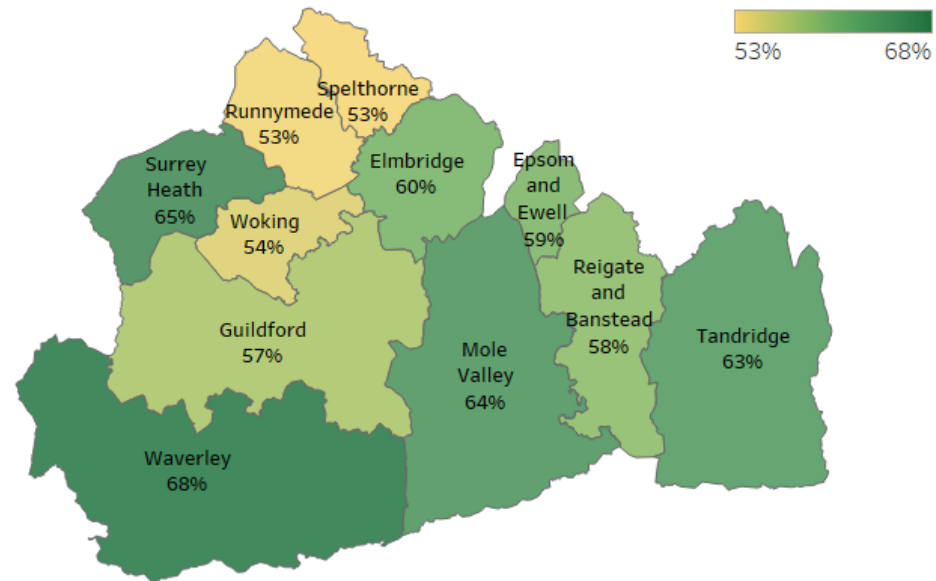 53%
68%
Spelthorne
53%
Runnymede
53%
Elmbridge
60%
Epsom
and
Ewell
59%
Surrey
Heath
65%
Woking
54%
Reigate
and
Banstead
58%
Guildford
57%
Mole
Valley
64%
Tandridge
63%
Waverley
68%